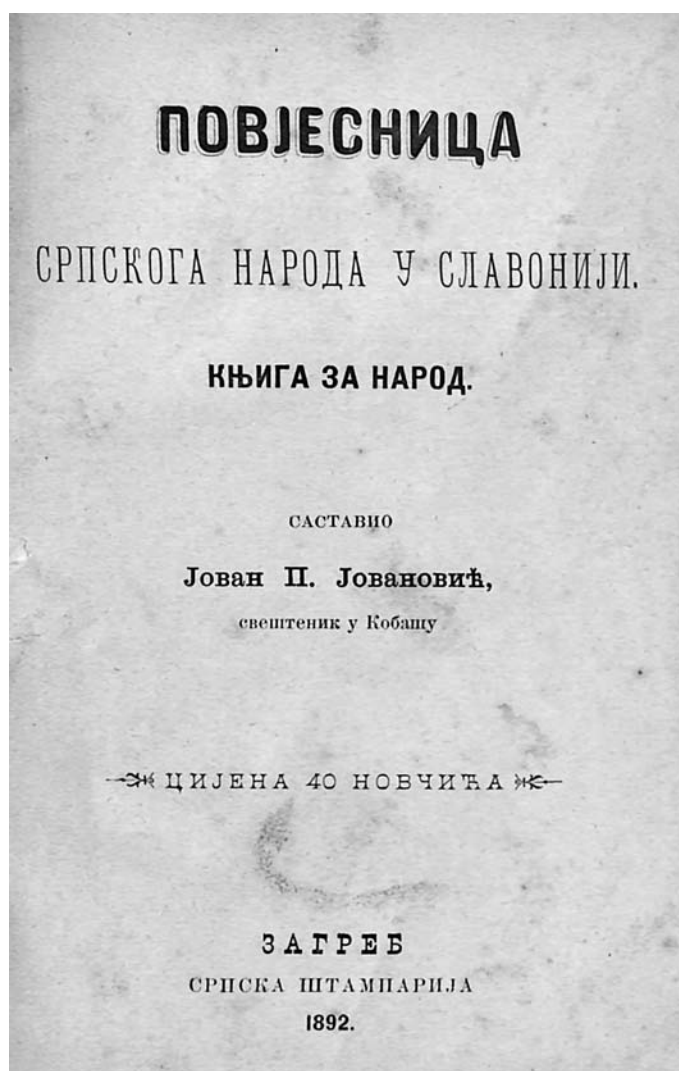 ПОВЈЕСНИЦА
СРПСКОГА НАРОДА У СЛАВОНИЈИ.
КЊИГА ЗА НАРОД.
САСТАВИО
Јован П. Јовановић,
свештеник у Кобашу
ЦИЈЕНА 40 НОВЧИЋА
ЗАГРЕБ
СРПСКА ШТАМПАРИЈА
1892.